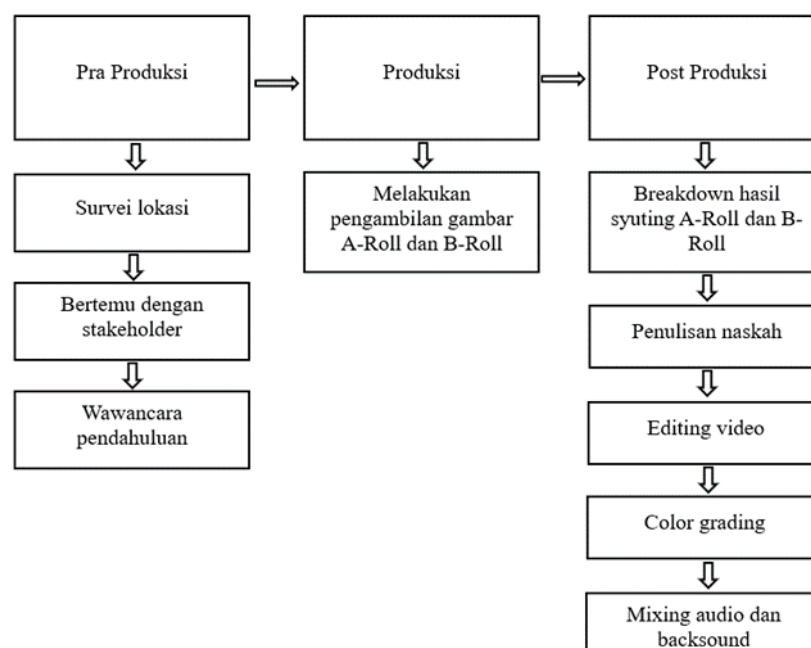 Pra Produksi
Produksi
Post Produksi
Survei lokasi
Bertemu dengan
stakeholder
Wawancara
pendahuluan
Melakukan
pengambilan gambar
A-Roll dan B-Roll
Breakdown hasil
syuting A-Roll dan B-
Roll
Penulisan naskah
Editing video
Color grading
Mixing audio dan
backsound